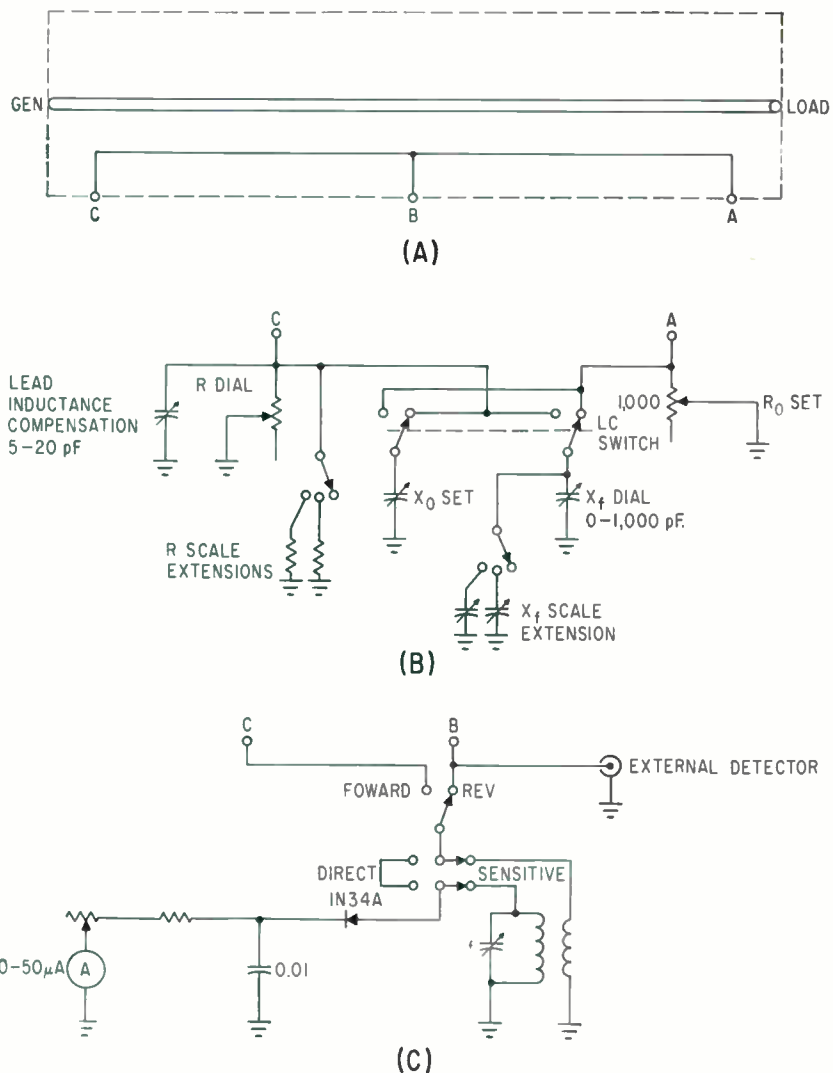 GEN
LOAD
C
B
A
(A)
C
A
LEAD
INDUCTANCE
COMPENSATION
5-20 pF
R DIAL
1,000
R0 SET
LC
SWITCH
X0 SET
Xf DIAL
0-1,000 pF.
R SCALE
EXTENSIONS
Xf SCALE
EXTENSION
(B)
C
B
EXTERNAL DETECTOR
FOWARD
REV
DIRECT
SENSITIVE
IN34A
0-50μA
A
0.01
(C)